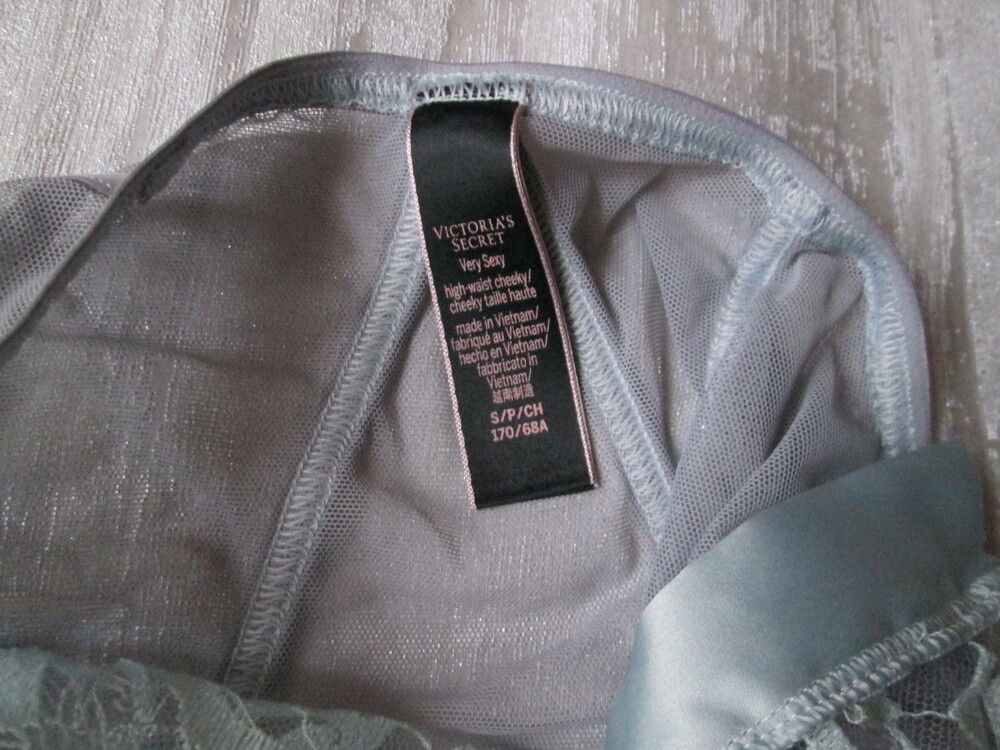 VICTORIA'S
SECRET
Very Sexy
high-waist cheeky/
cheeky taille haute
made in Vietnam/
fabriqué au Vietnam/
hecho en Vietnam/
fabbricato in
Vietnam/
越南制造
S/P/CH
170/68A